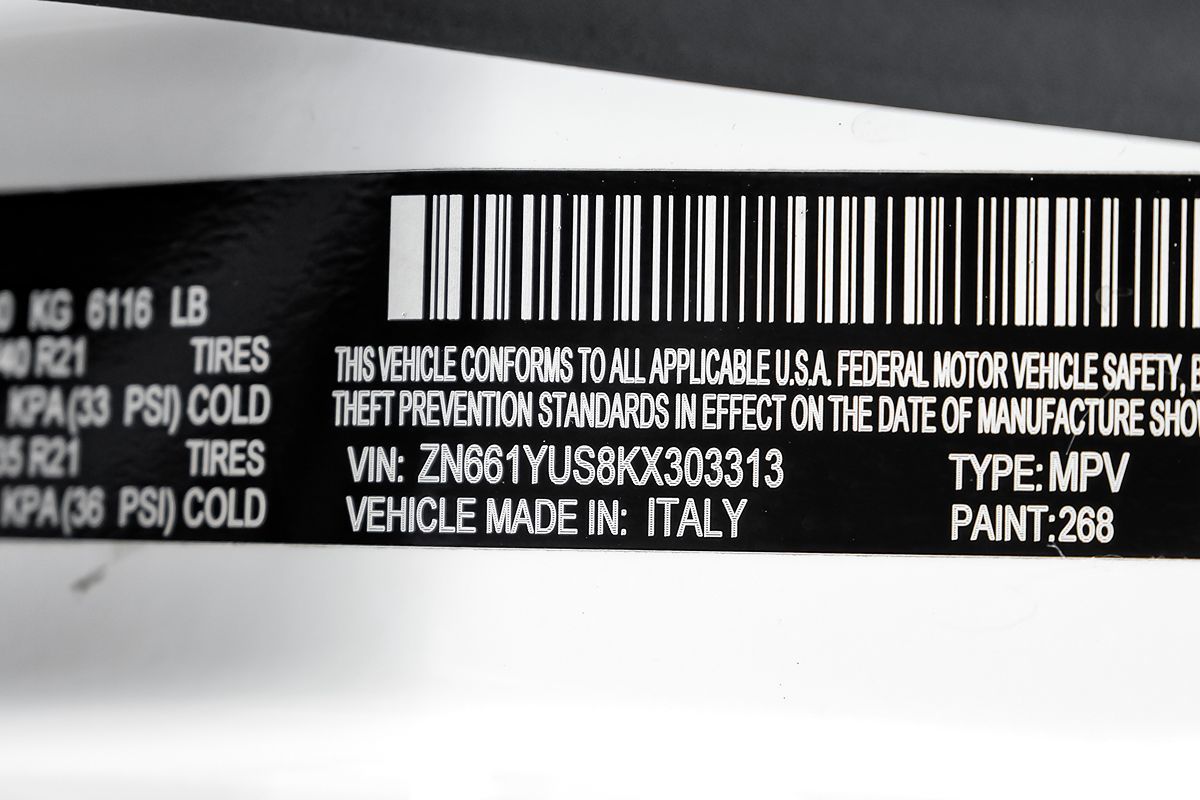 KG 6116 LB
R21 TIRES
KPA(33 PSI) COLD
R21 TIRES
KPA(36 PSI) COLD
THIS VEHICLE CONFORMS TO ALL APPLICABLE U.S.A. FEDERAL MOTOR VEHICLE SAFETY,
THEFT PREVENTION STANDARDS IN EFFECT ON THE DATE OF MANUFACTURE
VIN: ZN661YUS8KX303313 TYPE: MPV
VEHICLE MADE IN: ITALY PAINT: 268